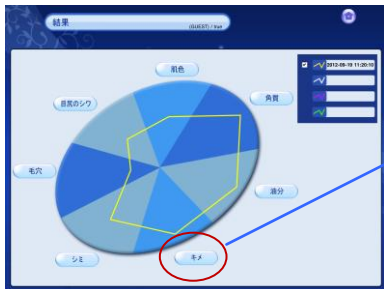 結果
(GUEST) / true
2012-09-19 11:20:10
肌色
角質
目尻のシワ
毛穴
油分
シミ
キメ